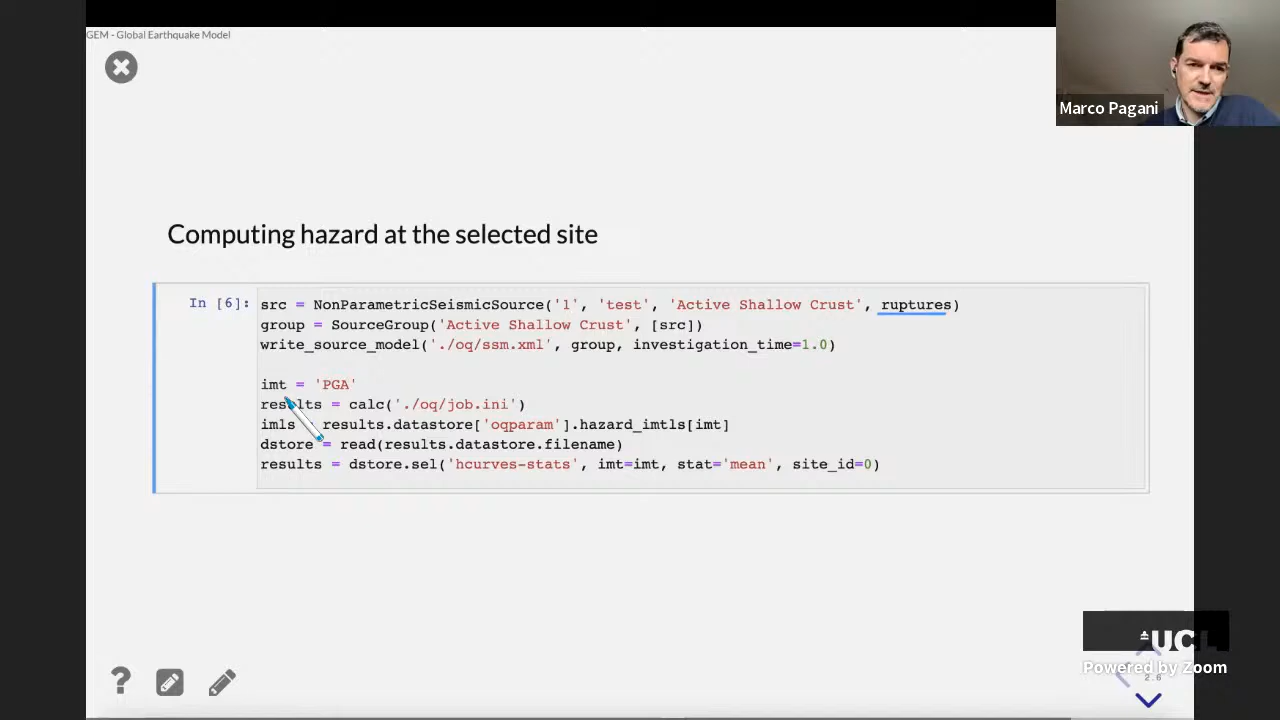 GEM - Global Earthquake Model
Marco Pagani
Computing hazard at the selected site
In [6]:
src = NonParametricSeismicSource('1', 'test', 'Active Shallow Crust', ruptures)
group = SourceGroup('Active Shallow Crust', [src])
write_source_model('./oq/ssm.xml', group, investigation_time=1.0)
imt = 'PGA'
results = calc('./oq/job.ini')
imls results.datastore['oqparam'].hazard_imtls[imt]
dstore = read(results.datastore.filename)
results = dstore.sel('hcurves-stats', imt=imt, stat='mean', site_id=0)
UCL
Powered by Zoom
2.6